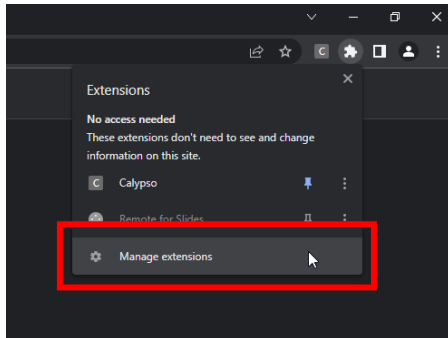 C
Extensions
No access needed
These extensions don't need to see and change
information on this site.
C Calypso
Remote for Slides
Manage extensions